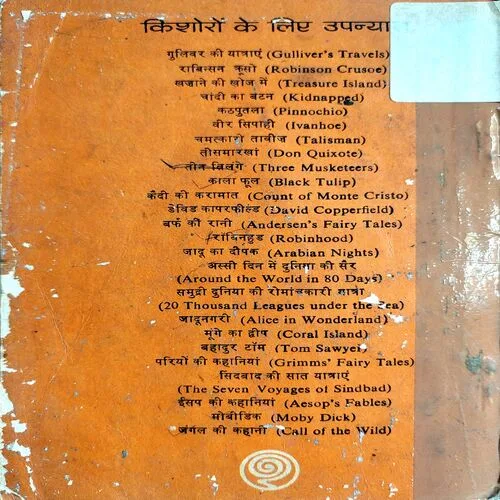 किशोरों के लिए उपन्यास
गुलिवर की यात्राएं (Gulliver's Travels)
राबिन्सन क्रूसो (Robinson Crusoe)
खजाने की खोज में (Treasure Island)
चांदी का बटन (Kidnapped)
कठपुतला (Pinnochio)
वीर सिपाही (Ivanhoe)
चमत्कारी ताबीज (Talisman)
तीसमारखां (Don Quixote)
तीन तिलंगे (Three Musketeers)
काला फूल (Black Tulip)
कैदी की करामात (Count of Monte Cristo)
डेविड कापरफील्ड (David Copperfield)
बर्फ की रानी (Andersen's Fairy Tales)
रॉबिनहुड (Robinhood)
जादू का दीपक (Arabian Nights)
अस्सी दिन में दुनिया की सैर
(Around the World in 80 Days)
समुद्री दुनिया की रोमांचकारी यात्रा
(20 Thousand Leagues under the Sea)
जादूनगरी (Alice in Wonderland)
मूंगे का द्वीप (Coral Island)
बहादुर टॉम (Tom Sawyer)
परियों की कहानियां (Grimms' Fairy Tales)
सिंदबाद की सात यात्राएं
(The Seven Voyages of Sindbad)
ईसप की कहानियां (Aesop's Fables)
मोबीडिक (Moby Dick)
जंगल की कहानी (Call of the Wild)